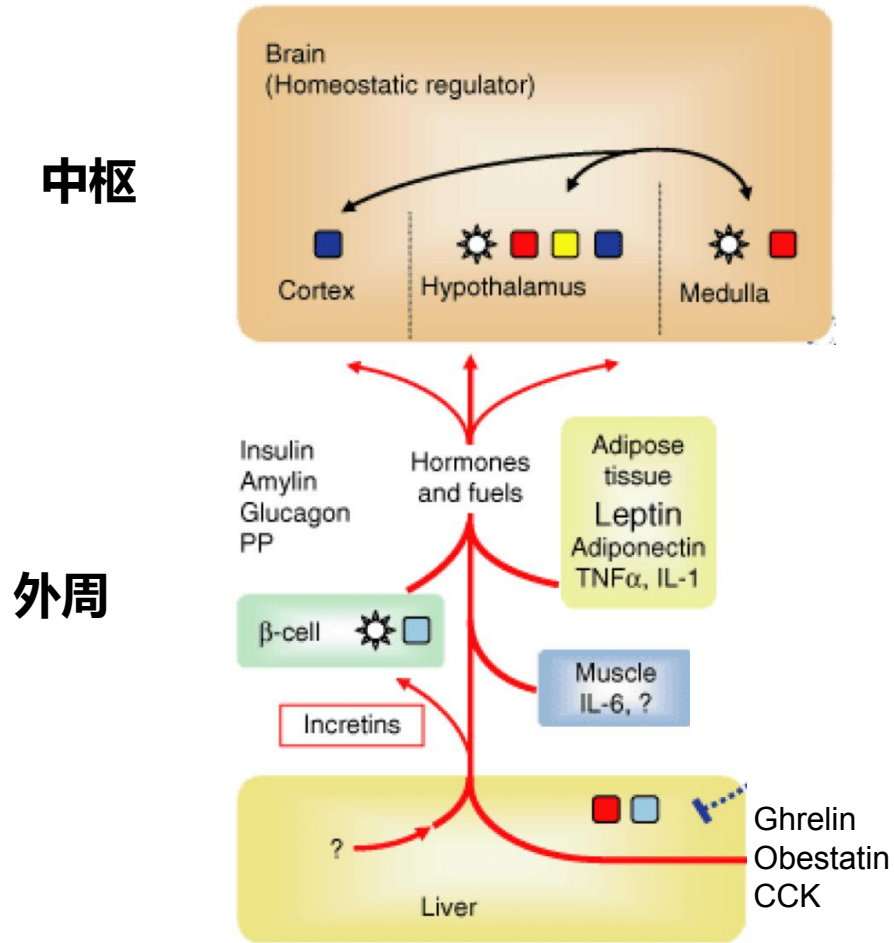 Brain
(Homeostatic regulator)
中枢
Cortex
Hypothalamus
Medulla
Insulin
Amylin
Glucagon
PP
Hormones
and fuels
Adipose
tissue
Leptin
Adiponectin
TNFα, IL-1
外周
β-cell
Muscle
IL-6, ?
Incretins
?
Liver
Ghrelin
Obestatin
CCK